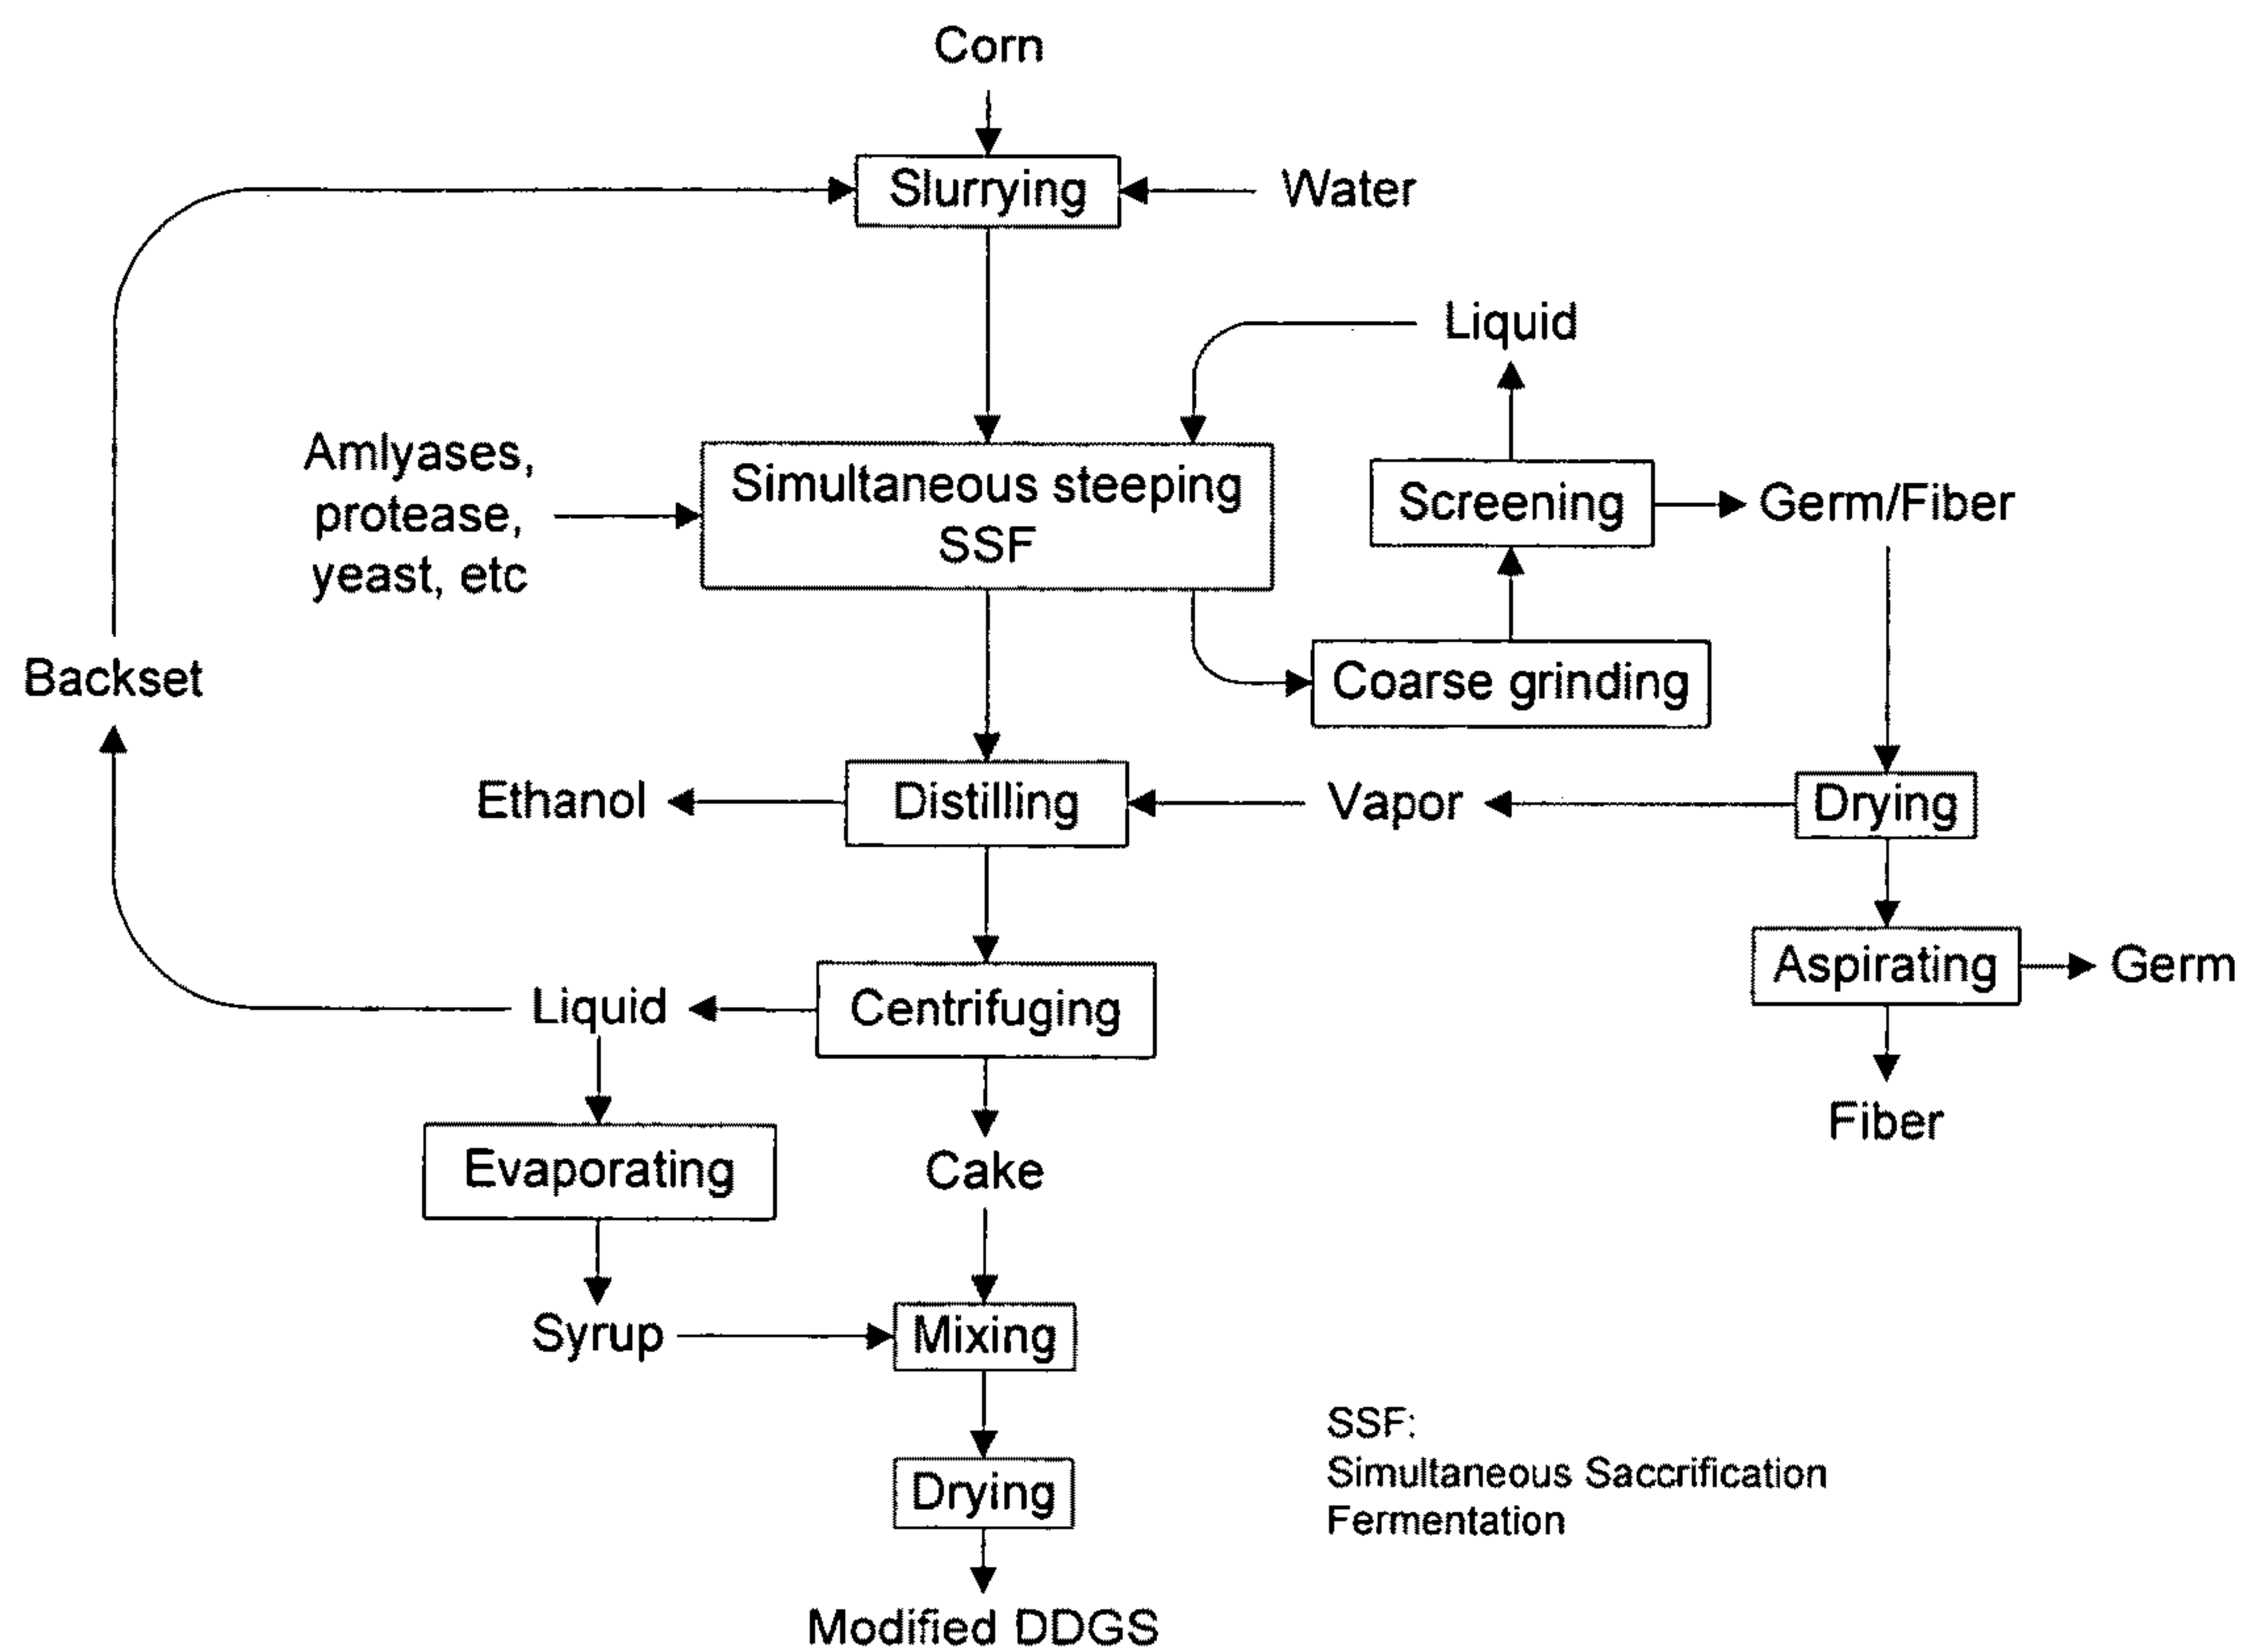 Corn
Slurrying
Water
Liquid
Amlyases,
protease,
yeast, etc
Simultaneous steeping
SSF
Screening
Germ/Fiber
Backset
Coarse grinding
Ethanol
Distilling
Vapor
Drying
Aspirating
Germ
Liquid
Centrifuging
Fiber
Evaporating
Cake
Syrup
Mixing
SSF:
Simultaneous Saccrification
Fermentation
Drying
Modified DDGS